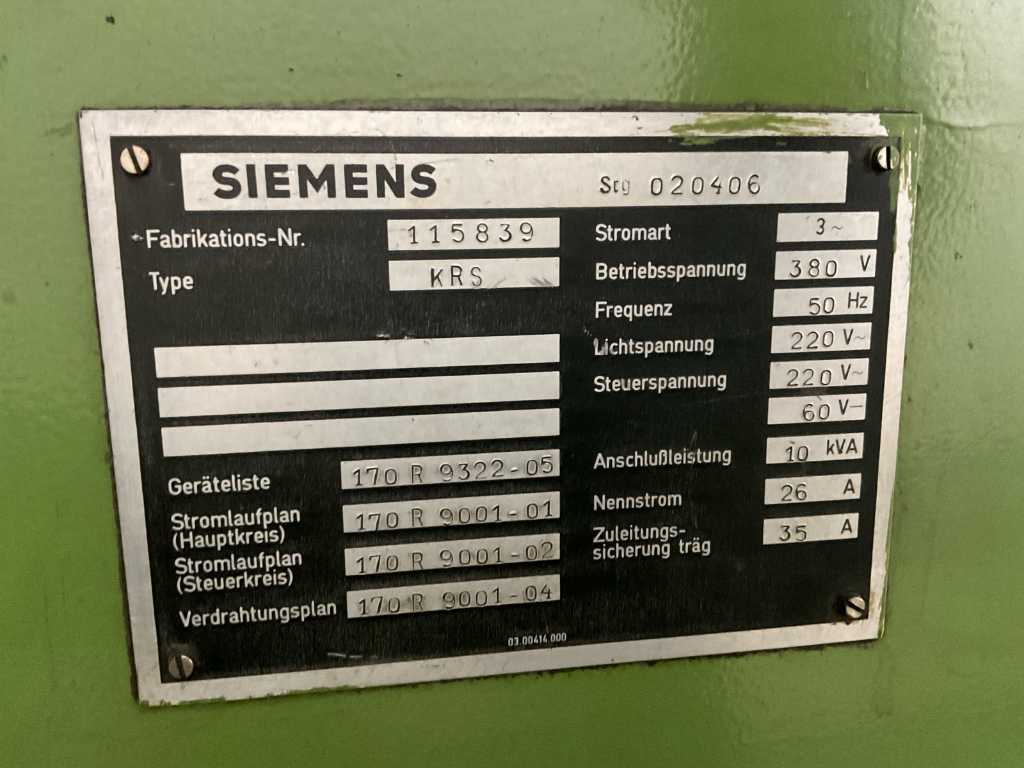 SIEMENS Stg 020406
Fabrikations-Nr. 115839
Type KRS
Geräteliste 170 R 9322-05
Stromlaufplan
(Hauptkreis) 170 R 9001-01
Stromlaufplan
(Steuerkreis) 170 R 9001-02
Verdrahtungsplan 170 R 9001-04
Stromart 3~
Betriebsspannung 380 V
Frequenz 50 Hz
Lichtspannung 220 V~
Steuerspannung 220 V~
60 V–
Anschlußleistung 10 kVA
Nennstrom 26 A
Zuleitungs-
sicherung träg 35 A
03.00414.000